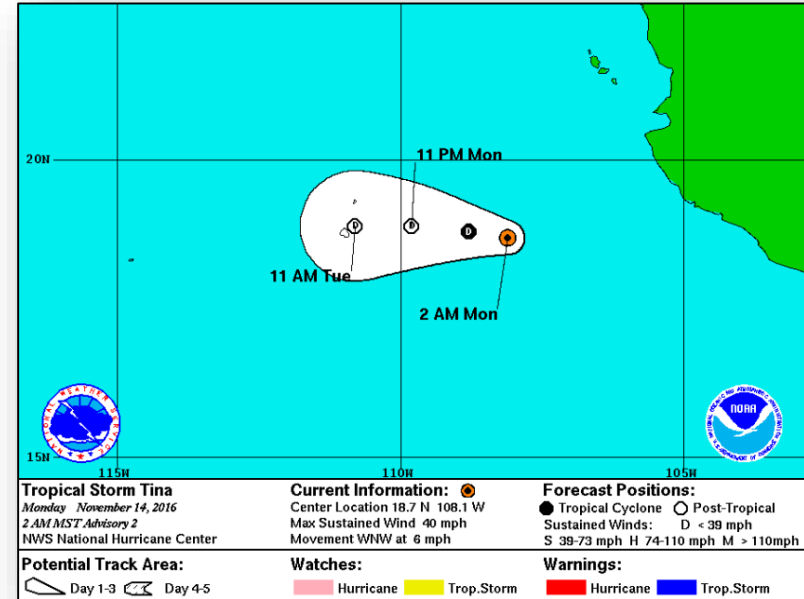 11 PM Mon
20N
D
D
D
11 AM Tue
2 AM Mon
NOAA
15N
115W
110W
105W
Tropical Storm Tina
Monday November 14, 2016
2 AM MST Advisory 2
NWS National Hurricane Center
Current Information:
Center Location 18.7 N 108.1 W
Max Sustained Wind 40 mph
Movement WNW at 6 mph
Forecast Positions:
Tropical Cyclone Post-Tropical
Sustained Winds: D < 39 mph
S 39-73 mph H 74-110 mph M > 110mph
Potential Track Area:
Day 1-3 Day 4-5
Watches:
Hurricane Trop.Storm
Warnings:
Hurricane Trop.Storm